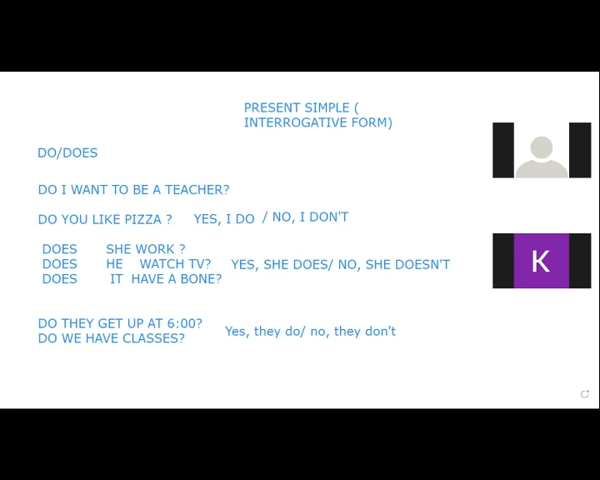 PRESENT SIMPLE (
INTERROGATIVE FORM)
DO/DOES
DO I WANT TO BE A TEACHER?
DO YOU LIKE PIZZA ? YES, I DO / NO, I DON'T
DOES SHE WORK ?
DOES HE WATCH TV? YES, SHE DOES/ NO, SHE DOESN'T
DOES IT HAVE A BONE?
DO THEY GET UP AT 6:00?
DO WE HAVE CLASSES? Yes, they do/ no, they don't
K